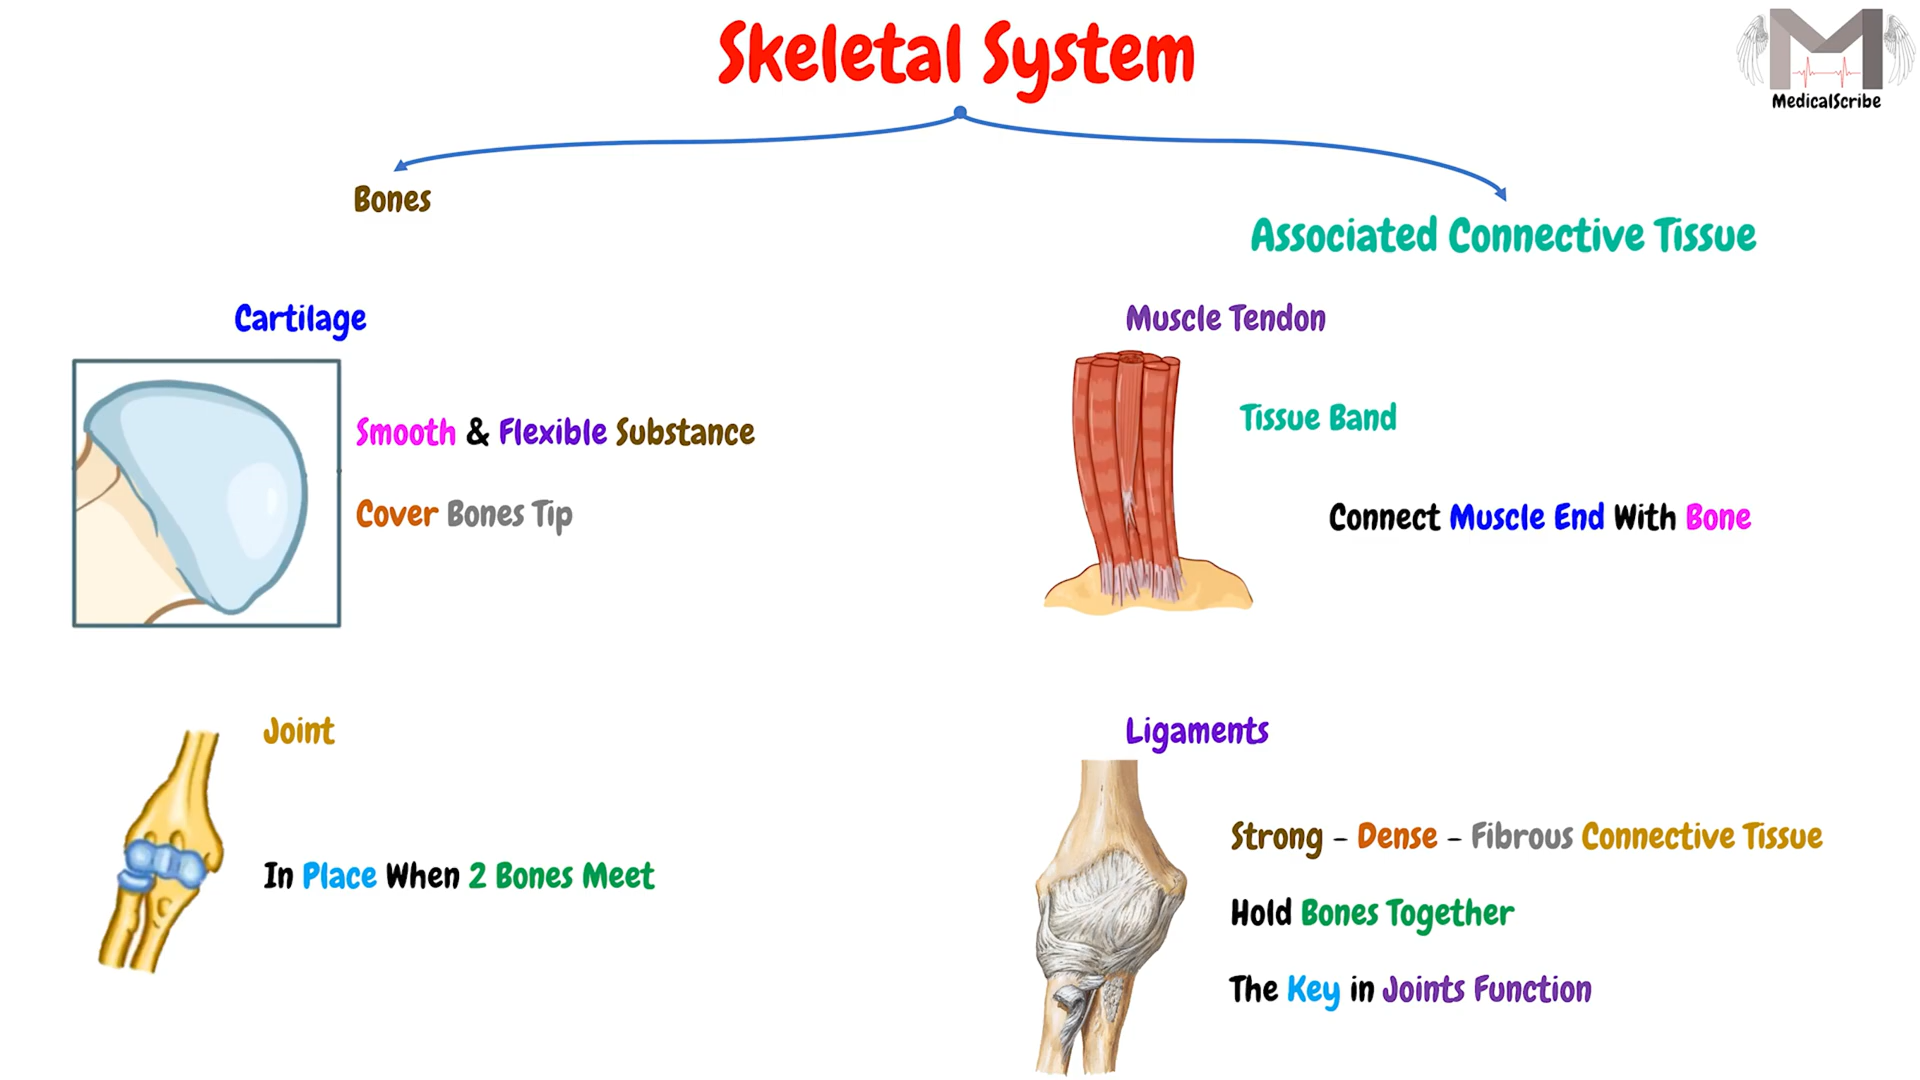 Skeletal System
MedicalScribe
Bones
Associated Connective Tissue
Cartilage
Smooth & Flexible Substance
Cover Bones Tip
Muscle Tendon
Tissue Band
Connect Muscle End With Bone
Joint
In Place When 2 Bones Meet
Ligaments
Strong - Dense - Fibrous Connective Tissue
Hold Bones Together
The Key in Joints Function